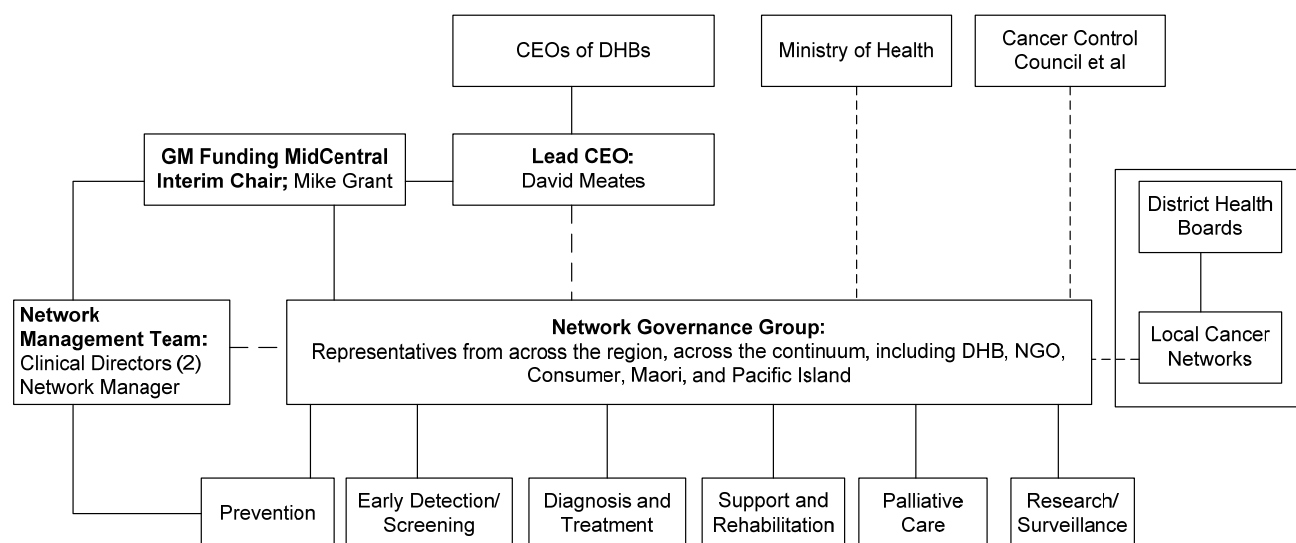 CEOs of DHBs
Ministry of Health
Cancer Control
Council et al
GM Funding MidCentral
Interim Chair; Mike Grant
Lead CEO:
David Meates
District Health
Boards
Network
Management Team:
Clinical Directors (2)
Network Manager
Network Governance Group:
Representatives from across the region, across the continuum, including DHB, NGO,
Consumer, Maori, and Pacific Island
Local Cancer
Networks
Prevention
Early Detection/
Screening
Diagnosis and
Treatment
Support and
Rehabilitation
Palliative
Care
Research/
Surveillance